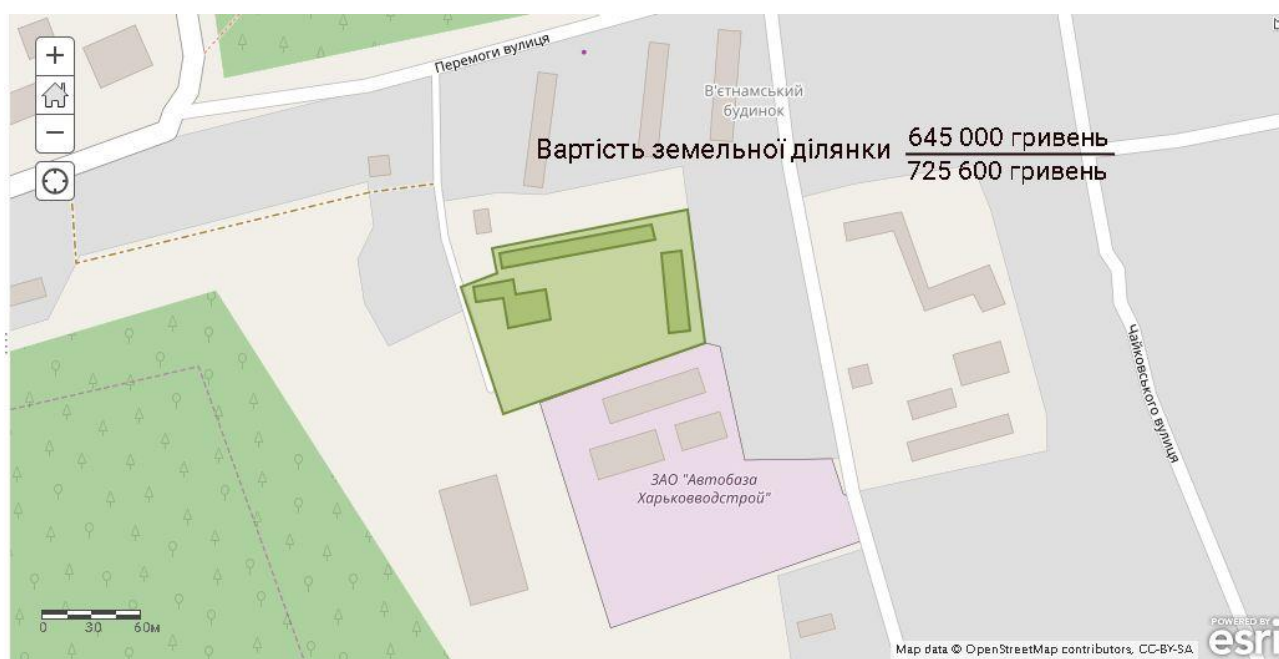 +
Перемоги вулиця
В'єтнамський
будинок
−
Вартість земельної ділянки 645 000 гривень
725 600 гривень
Чайковського вулиця
ЗАО "Автобаза
Харьковводстрой"
0 30 60м
POWERED BY
esri
Map data © OpenStreetMap contributors, CC-BY-SA